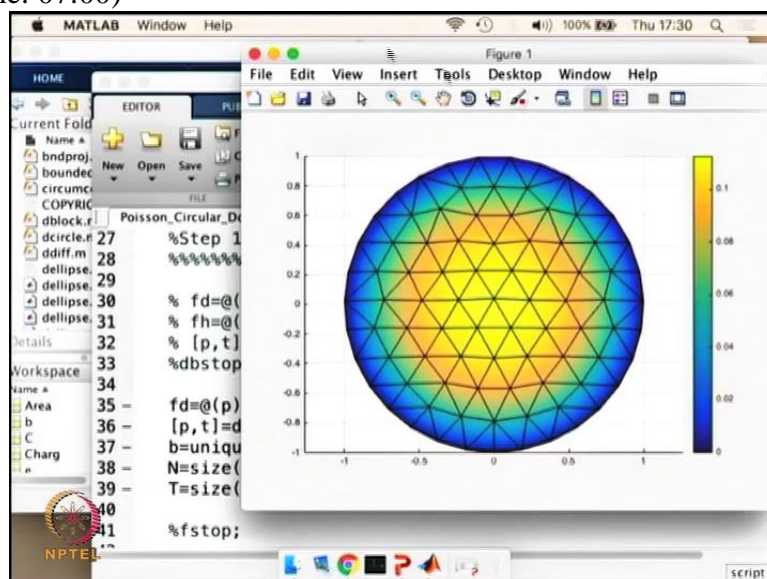 ne: 07:00)
MATLAB Window Help 100% Thu 17:30
Figure 1
File Edit View Insert Tools Desktop Window Help
HOME
EDITOR PUB
New Open Save
FILE
Current Fold
Name
bndproj.
bounded
circumc
COPYRIG
dblock.r
dcircle.n
ddiff.m
dellipse.
dellipse.
dellipse.
dellipse.
Details
Workspace
Name
Area
b
C
Charg
Poisson_Circular_Do
27 %Step 1
28 %%%%%%%
29
30 % fd=@(
31 % fh=@(
32 % [p,t]
33 %dbstop
34
35 – fd=@(p)
36 – [p,t]=d
37 – b=uniqu
38 – N=size(
39 – T=size(
40
41 %fstop;
1
0.8
0.6
0.4
0.2
0
-0.2
-0.4
-0.6
-0.8
-1
-1 -0.5 0 0.5 1
0.1
0.08
0.06
0.04
0.02
0
NPTEL
script